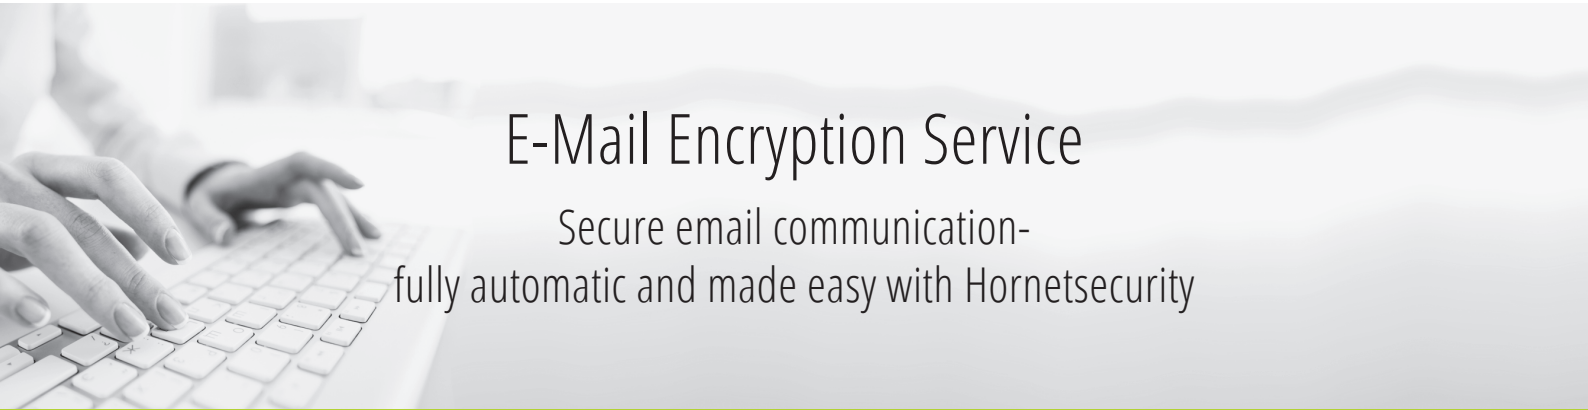 E-Mail Encryption Service
Secure email communication-
fully automatic and made easy with Hornetsecurity